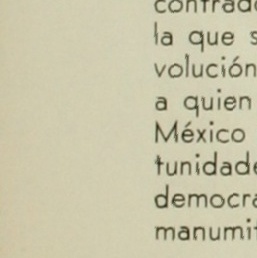 contrado
la que s
volución
a quien
México
tunidade
democra
manumit